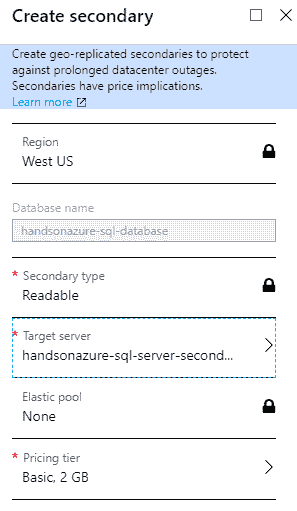 Create secondary
Create geo-replicated secondaries to protect
against prolonged datacenter outages.
Secondaries have price implications.
Learn more
Region
West US
Database name
handsonazure-sql-database
* Secondary type
Readable
* Target server
handsonazure-sql-server-second...
Elastic pool
None
* Pricing tier
Basic, 2 GB